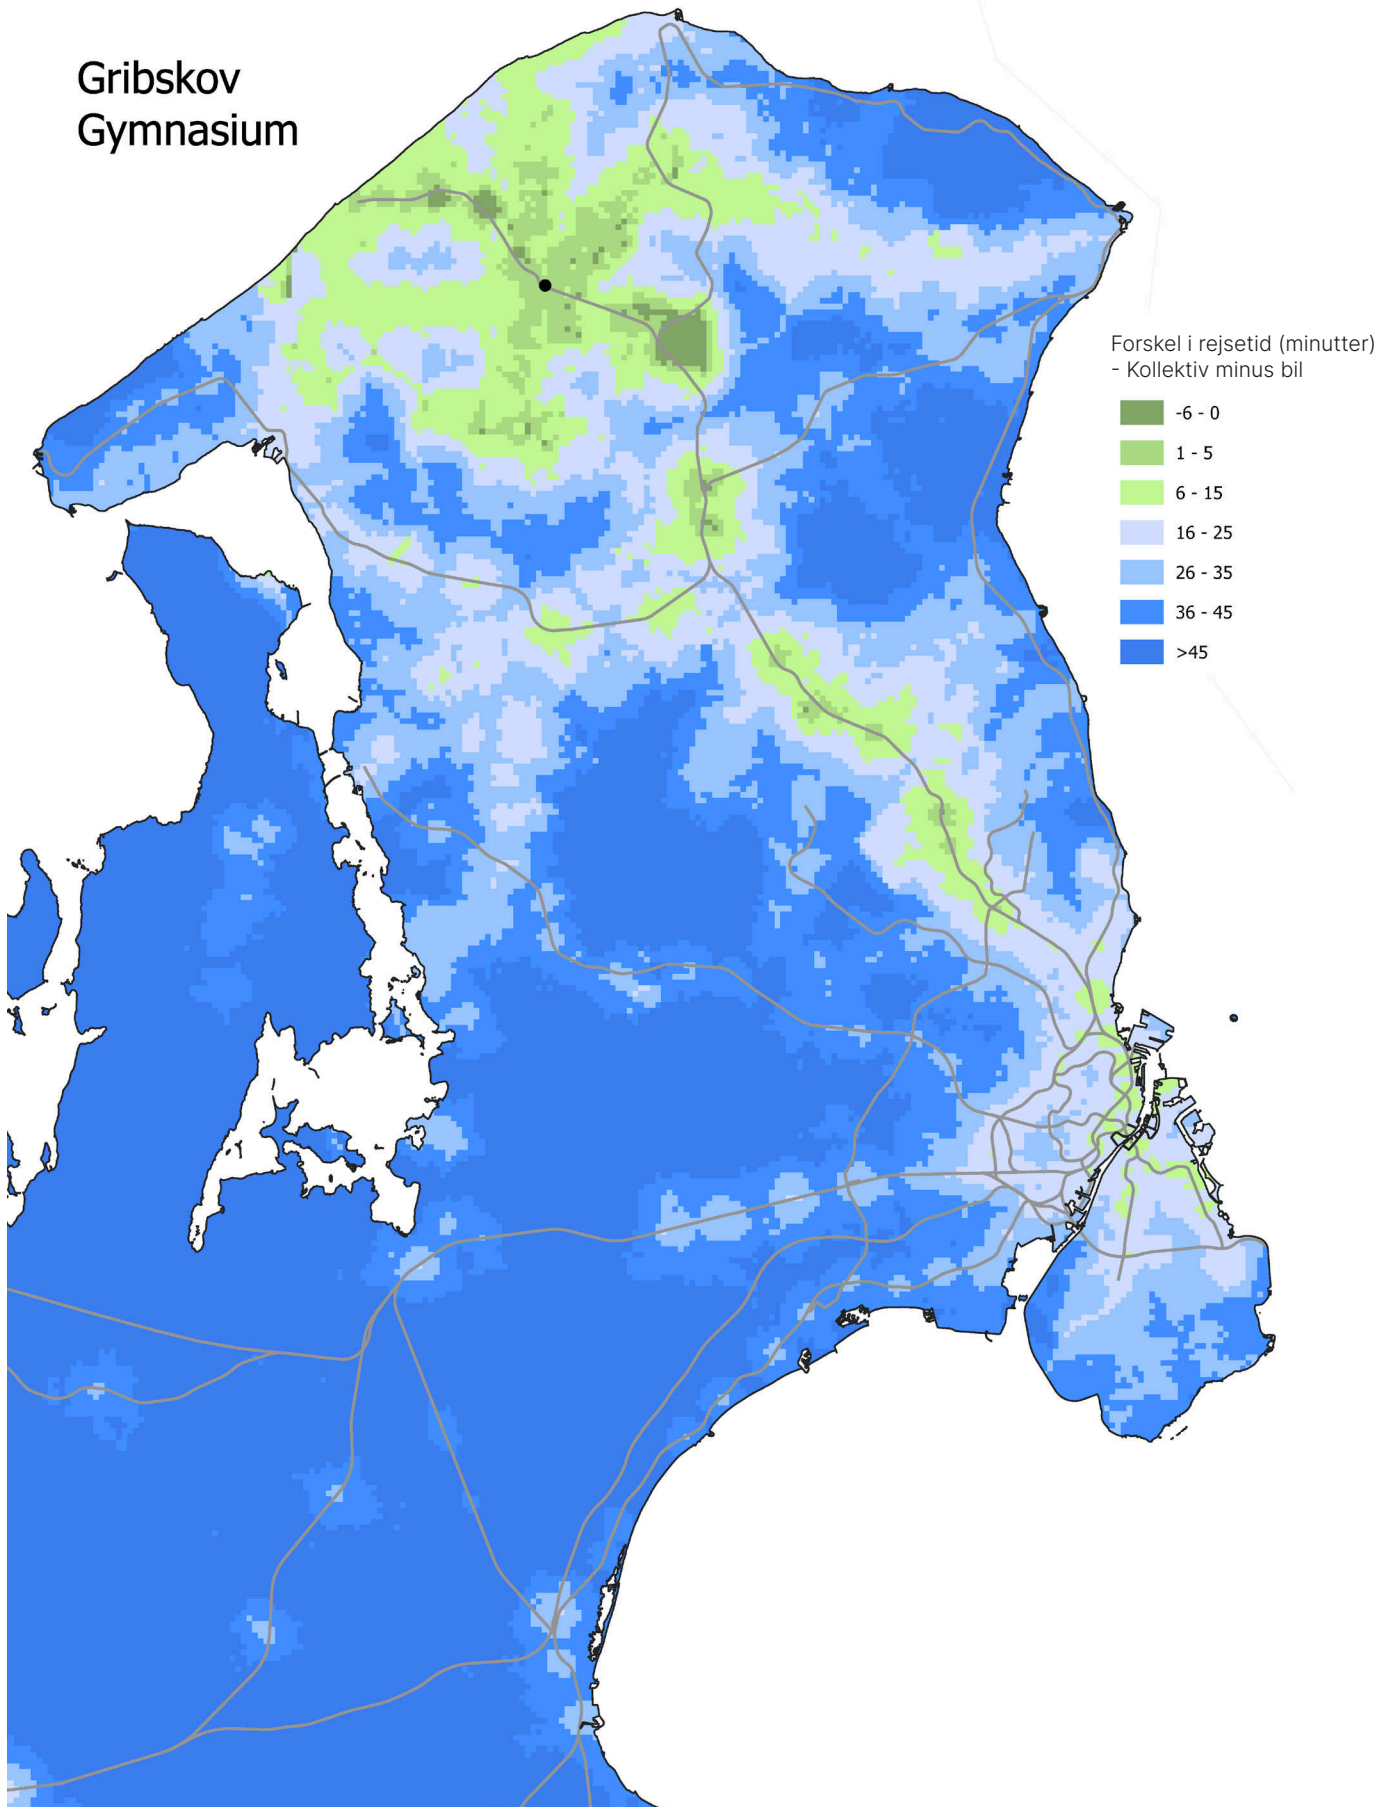 Gribskov
Gymnasium
Forskel i rejsetid (minutter)
- Kollektiv minus bil
-6 - 0
1 - 5
6 - 15
16 - 25
26 - 35
36 - 45
>45